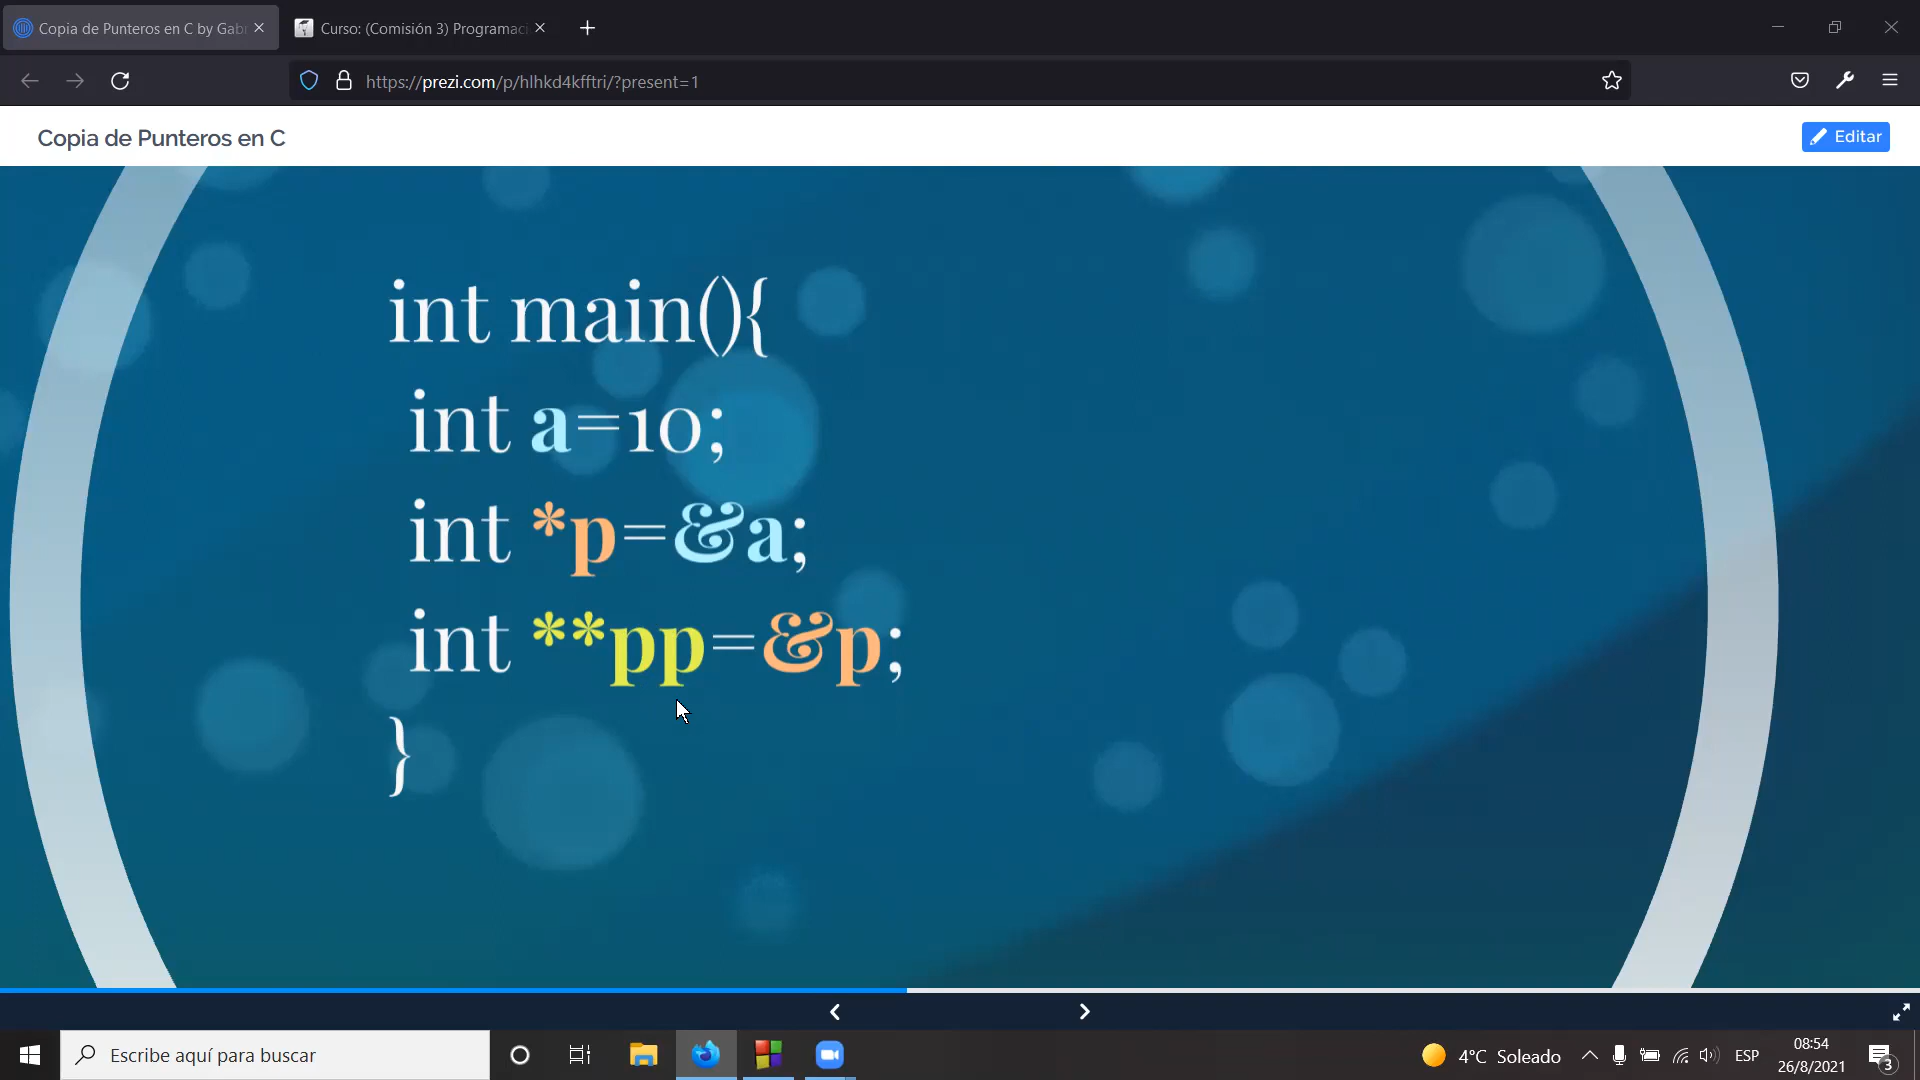 Copia de Punteros en C by Gab
Curso: (Comisión 3) Programaci
https://prezi.com/p/hlhkd4kfftri/?present=1
Copia de Punteros en C
Editar
int main(){
int a=10;
int *p=&a;
int **pp=&p;
}
Escribe aquí para buscar
4°C Soleado
ESP
08:54
26/8/2021
3